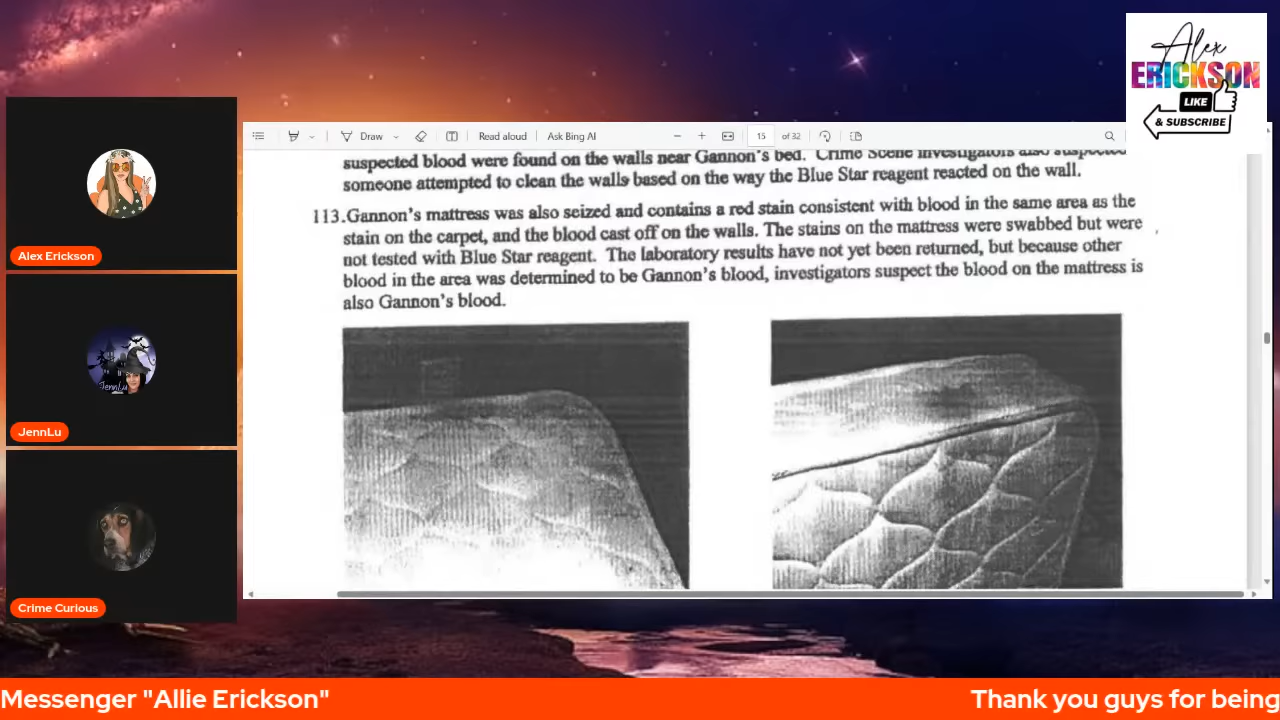 Alex
ERICKSON
LIKE
& SUBSCRIBE
Draw
Read aloud
Ask Bing AI
15
of 32
suspected blood were found on the walls near Gannon's bed. Crime Scene Investigators also suspected
someone attempted to clean the walls based on the way the Blue Star reagent reacted on the wall.
113.Gannon's mattress was also seized and contains a red stain consistent with blood in the same area as the
stain on the carpet, and the blood cast off on the walls. The stains on the mattress were swabbed but were
not tested with Blue Star reagent. The laboratory results have not yet been returned, but because other
blood in the area was determined to be Gannon's blood, investigators suspect the blood on the mattress is
also Gannon's blood.
Alex Erickson
JennLu
JennLu
Crime Curious
Messenger "Allie Erickson"
Thank you guys for being